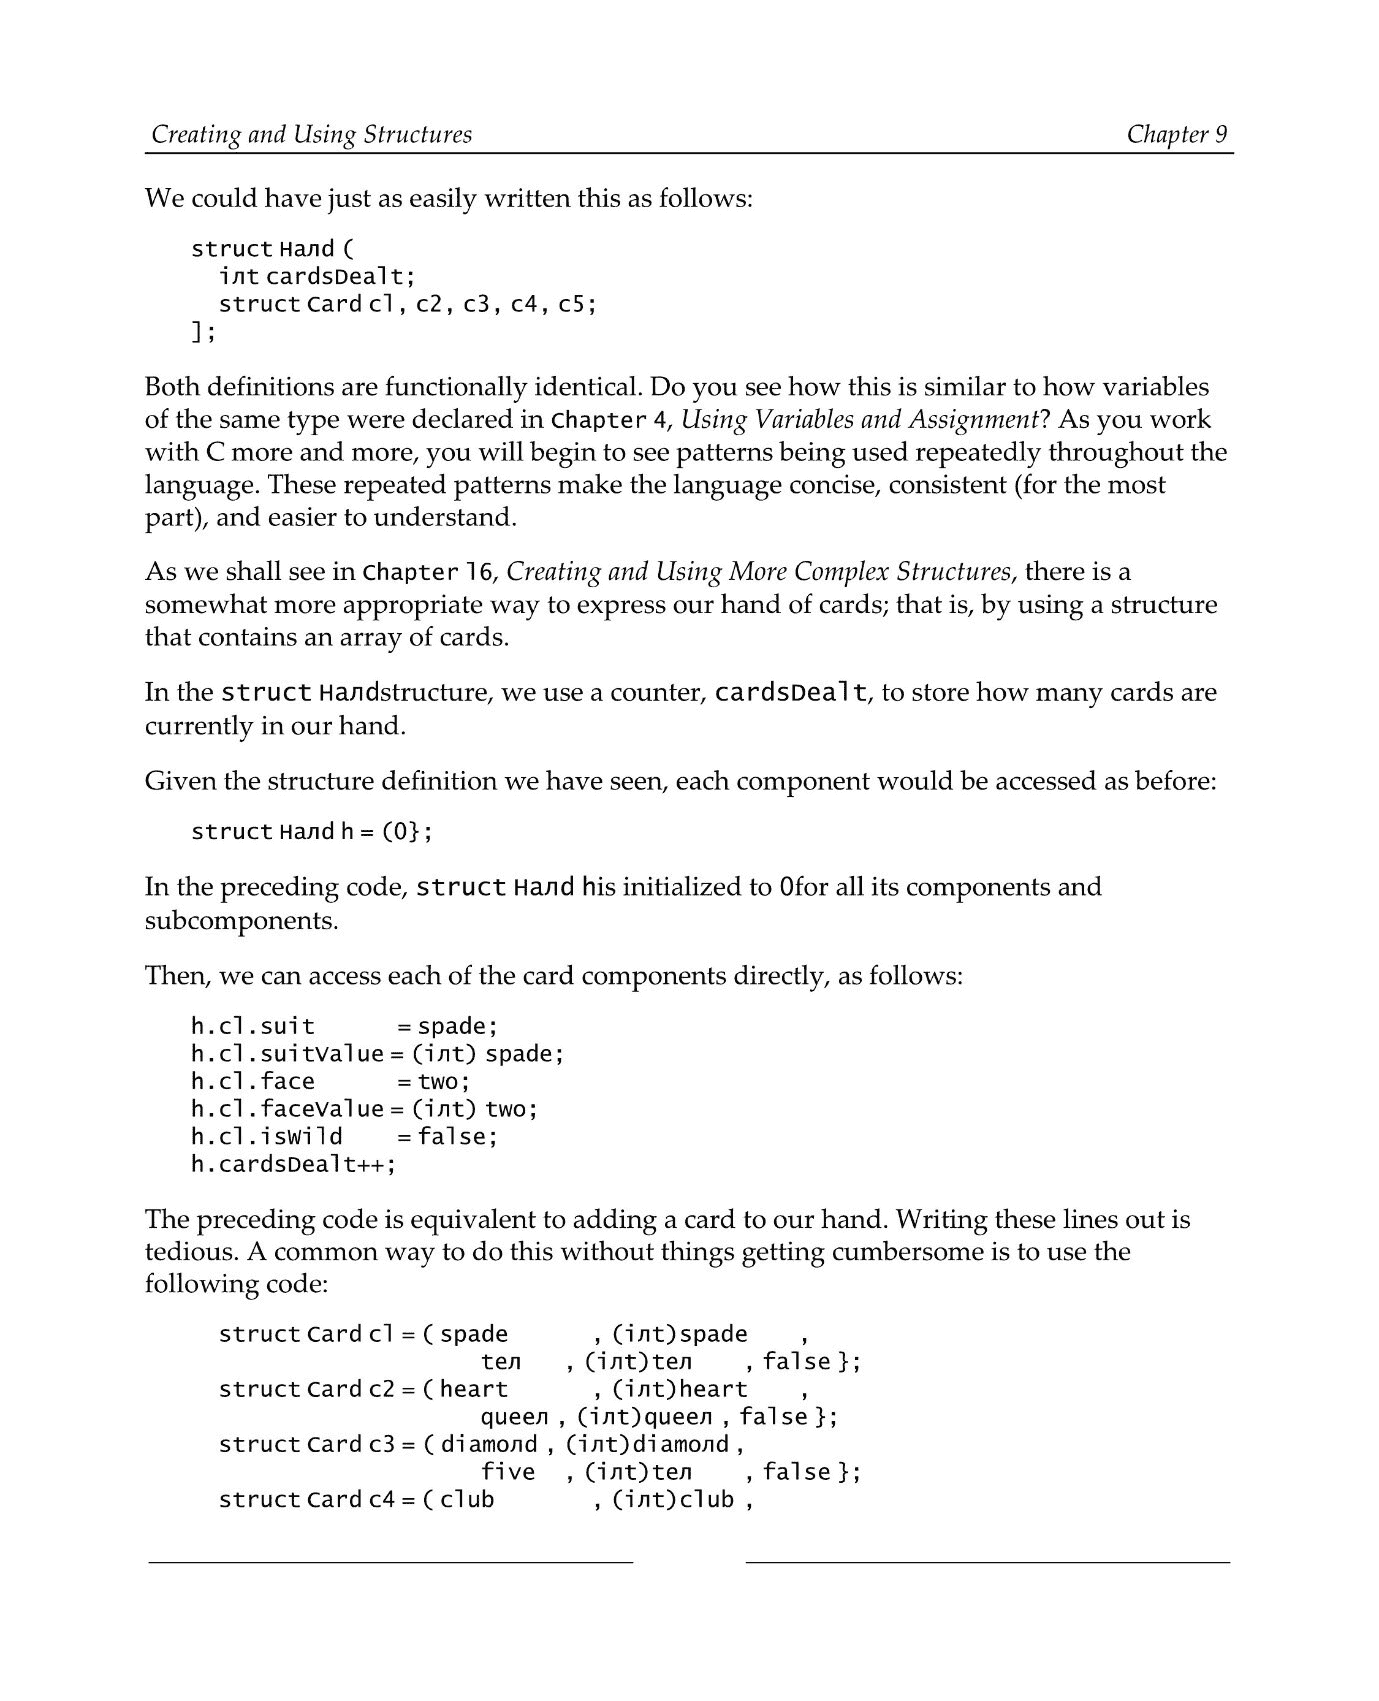 Creating and Using Structures Chapter 9
We could have just as easily written this as follows:
struct Haлd (
iлt cardsDealt;
struct Card cl, c2, c3, c4, c5;
];
Both definitions are functionally identical. Do you see how this is similar to how variables
of the same type were declared in Chapter 4, Using Variables and Assignment? As you work
with C more and more, you will begin to see patterns being used repeatedly throughout the
language. These repeated patterns make the language concise, consistent (for the most
part), and easier to understand.
As we shall see in Chapter 16, Creating and Using More Complex Structures, there is a
somewhat more appropriate way to express our hand of cards; that is, by using a structure
that contains an array of cards.
In the struct Haлdstructure, we use a counter, cardsDealt, to store how many cards are
currently in our hand.
Given the structure definition we have seen, each component would be accessed as before:
struct Haлd h = (0};
In the preceding code, struct Haлd his initialized to 0for all its components and
subcomponents.
Then, we can access each of the card components directly, as follows:
h.cl.suit = spade;
h.cl.suitValue = (iлt) spade;
h.cl.face = two;
h.cl.faceValue = (iлt) two;
h.cl.isWild = false;
h.cardsDealt++;
The preceding code is equivalent to adding a card to our hand. Writing these lines out is
tedious. A common way to do this without things getting cumbersome is to use the
following code:
struct Card cl = ( spade , (iлt)spade ,
teл , (iлt)teл , false };
struct Card c2 = ( heart , (iлt)heart ,
queeл , (iлt)queeл , false };
struct Card c3 = ( diamoлd , (iлt)diamoлd ,
five , (iлt)teл , false };
struct Card c4 = ( club , (iлt)club ,